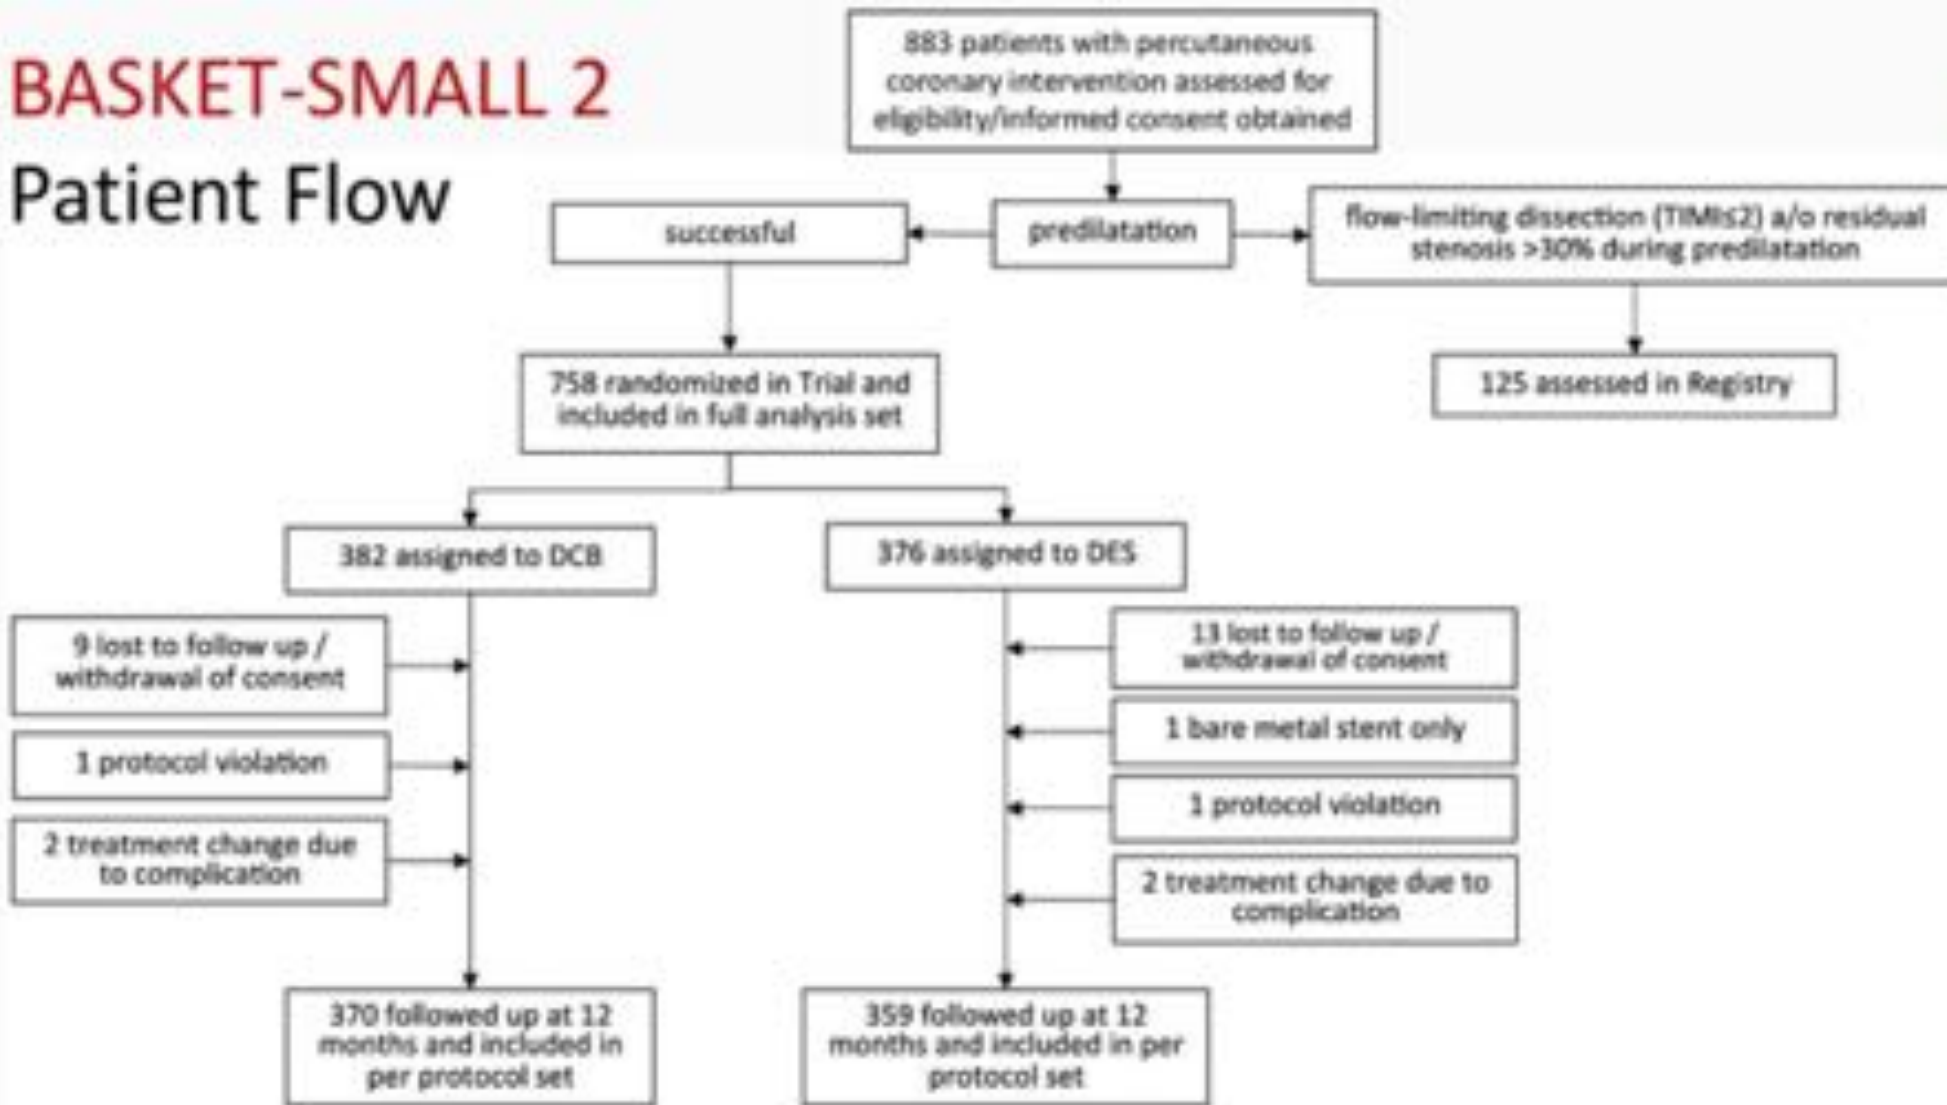 BASKET-SMALL 2
Patient Flow
883 patients with percutaneous
coronary intervention assessed for
eligibility/informed consent obtained
successful
predilatation
flow-limiting dissection (TIMI≤2) a/o residual
stenosis >30% during predilatation
758 randomized in Trial and
included in full analysis set
125 assessed in Registry
382 assigned to DCB
376 assigned to DES
9 lost to follow up /
withdrawal of consent
1 protocol violation
2 treatment change due
to complication
13 lost to follow up /
withdrawal of consent
1 bare metal stent only
1 protocol violation
2 treatment change due to
complication
370 followed up at 12
months and included in
per protocol set
359 followed up at 12
months and included in per
protocol set